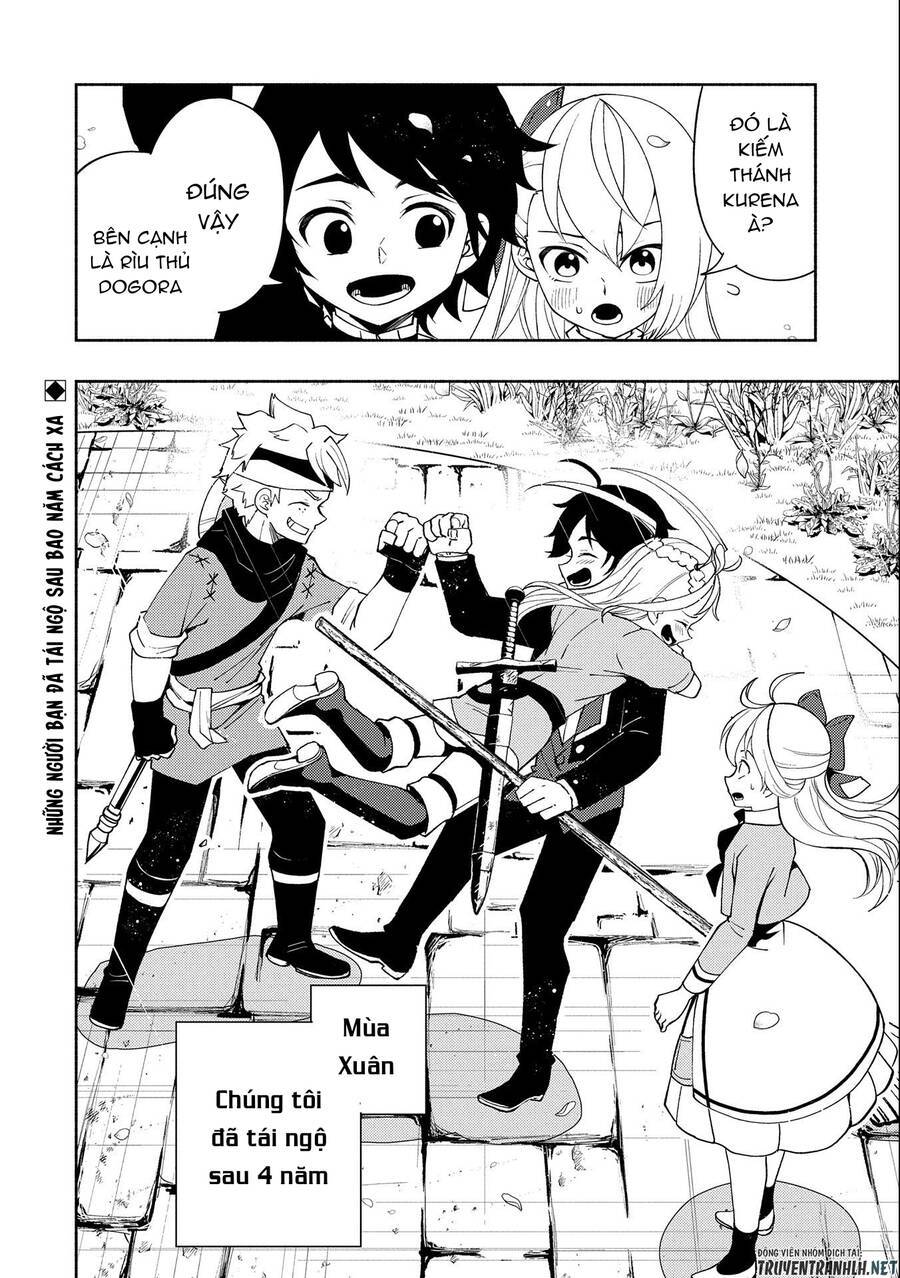 ĐÓ LÀ
KIẾM
THÁNH
KURENA
À?
ĐÚNG
VẬY
BÊN CẠNH
LÀ RÌU THỦ
DOGORA
NHỮNG NGƯỜI BẠN ĐÃ TÁI NGỘ SAU BAO NĂM CÁCH XA
Mùa
Xuân
Chúng tôi
đã tái ngộ
sau 4 năm
ĐỘNG VIÊN NHÓM DỊCH TẠI:
TRUYENTRANHLH.NET